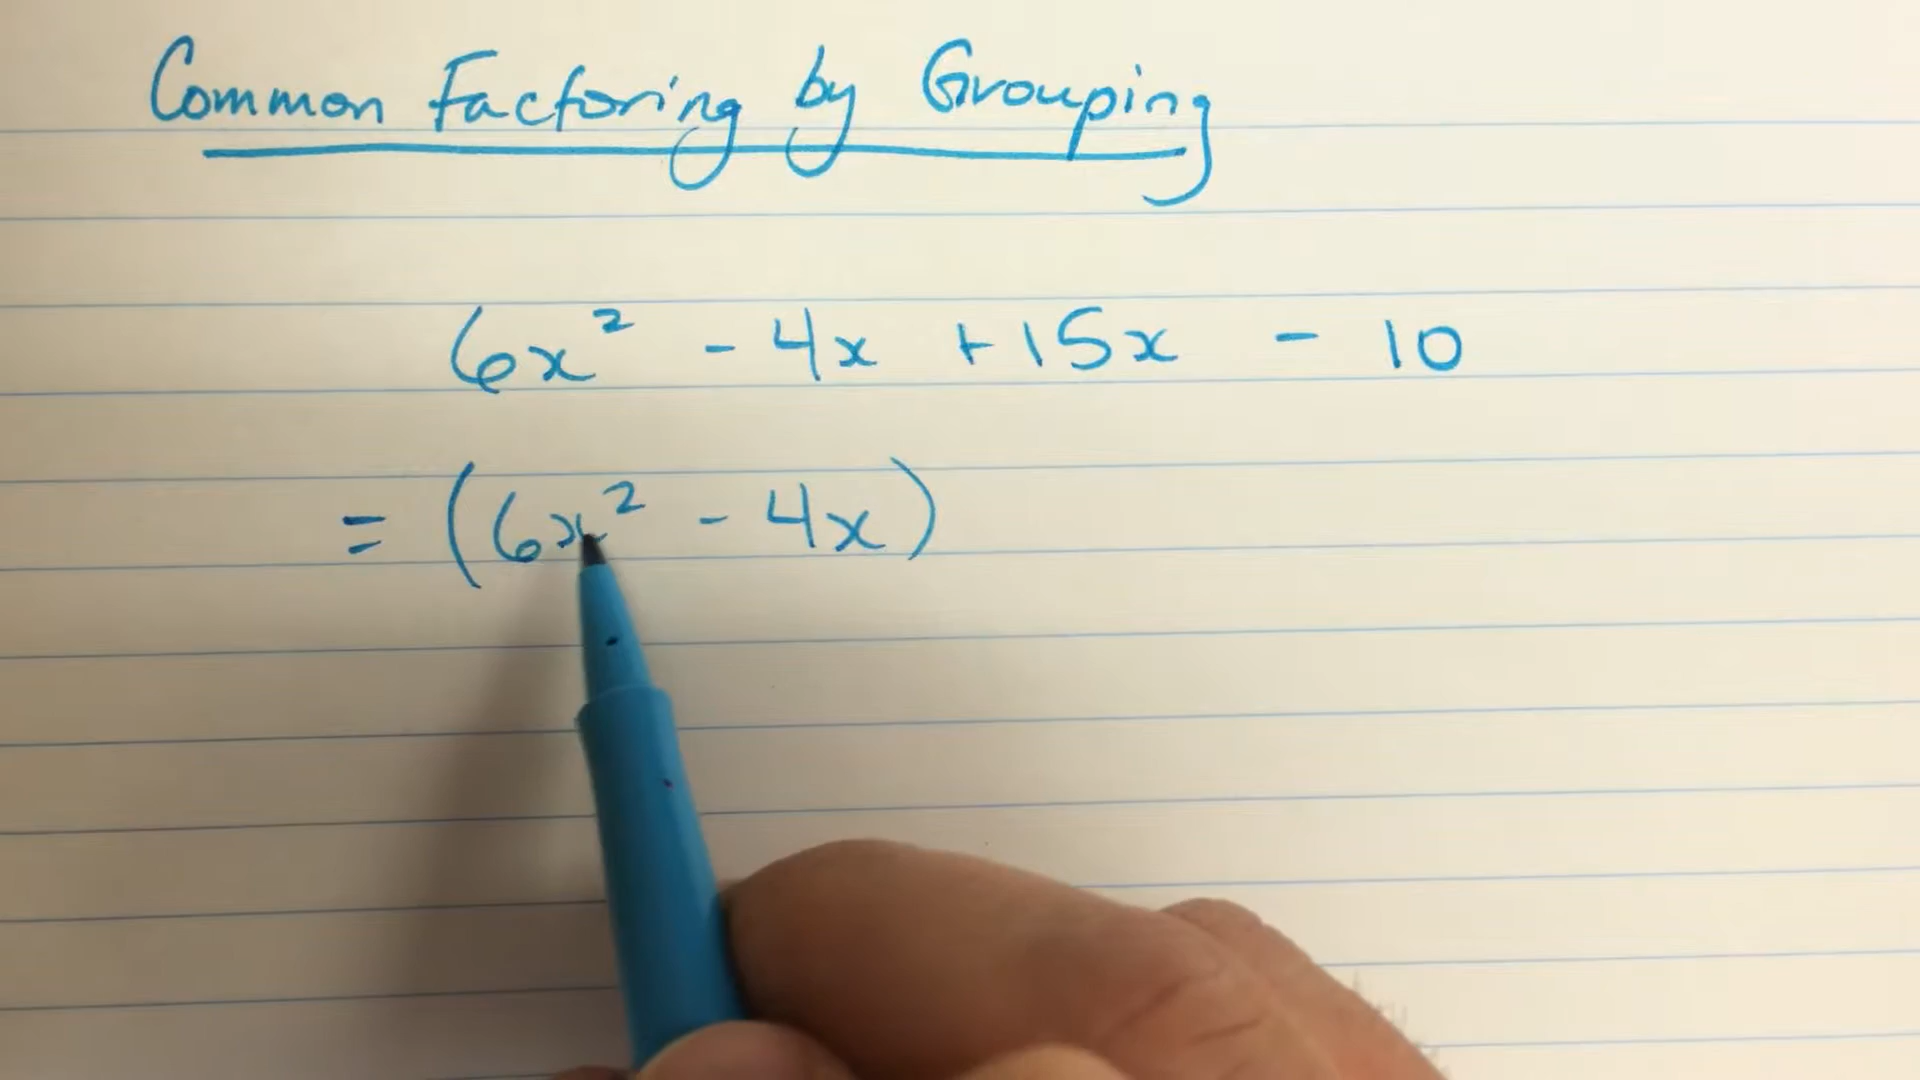 Common Factoring by Grouping
6x² - 4x + 15x - 10
= (6x² - 4x)